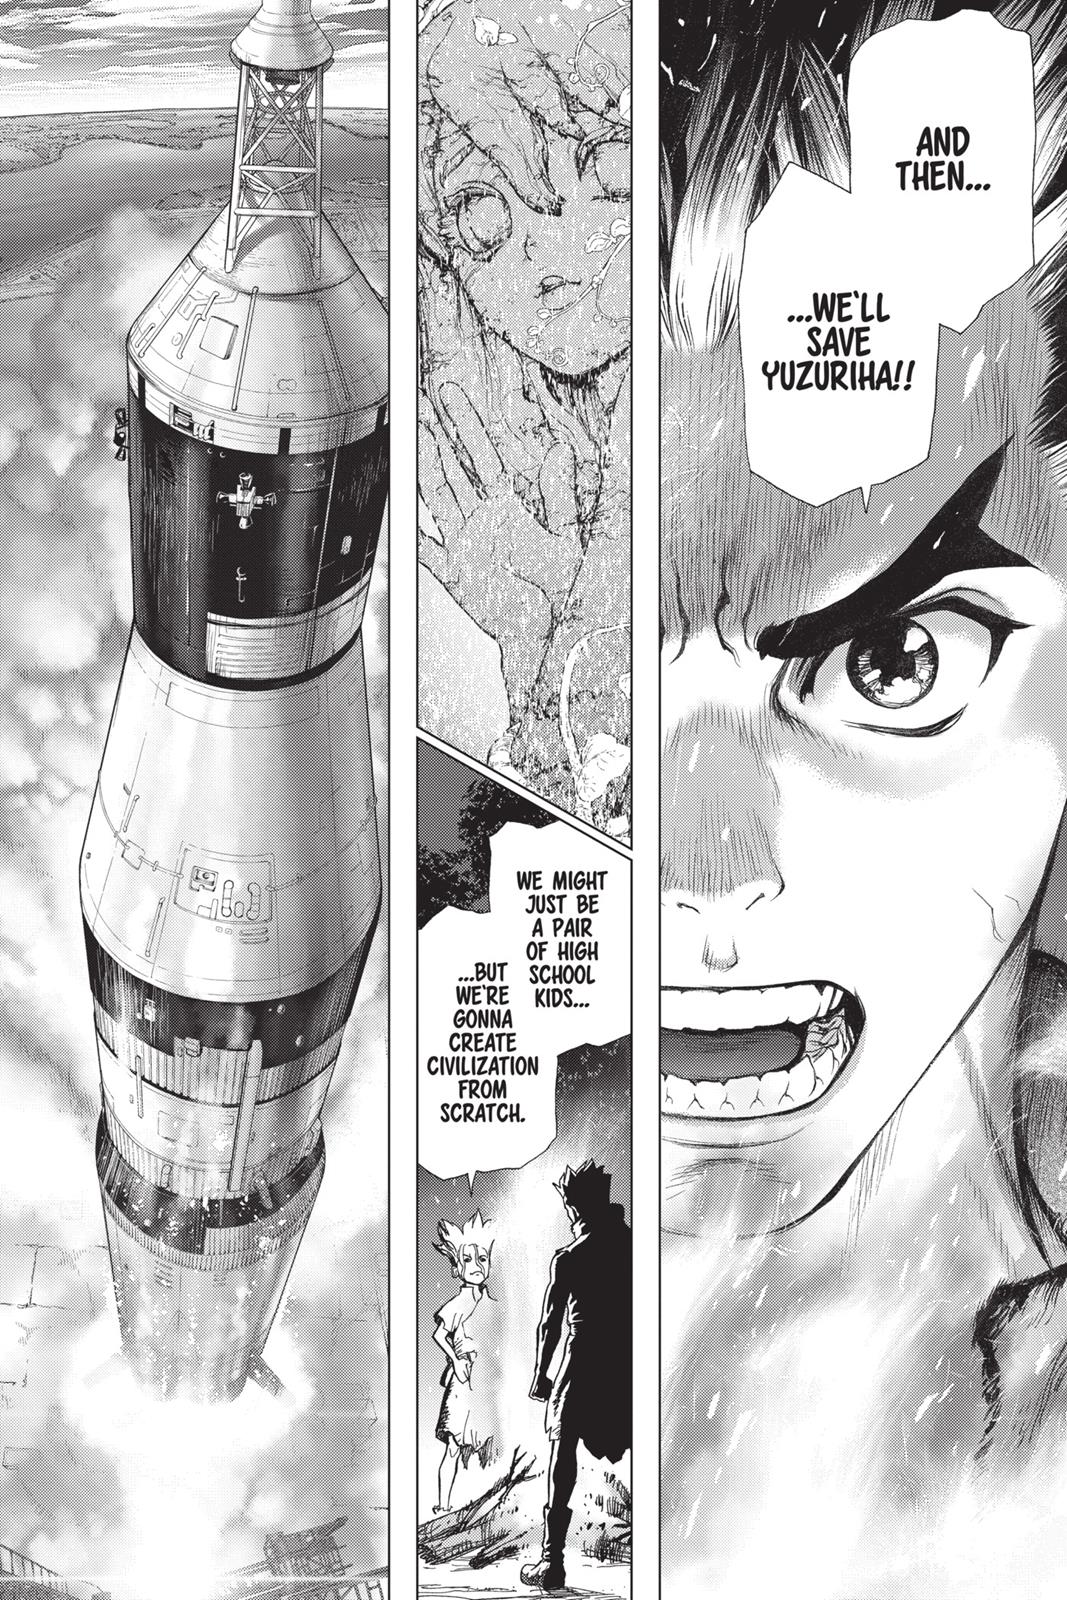 AND
THEN...
...WE'LL
SAVE
YUZURIHA!!
WE MIGHT
JUST BE
A PAIR
OF HIGH
SCHOOL
KIDS...
...BUT
WE'RE
GONNA
CREATE
CIVILIZATION
FROM
SCRATCH.